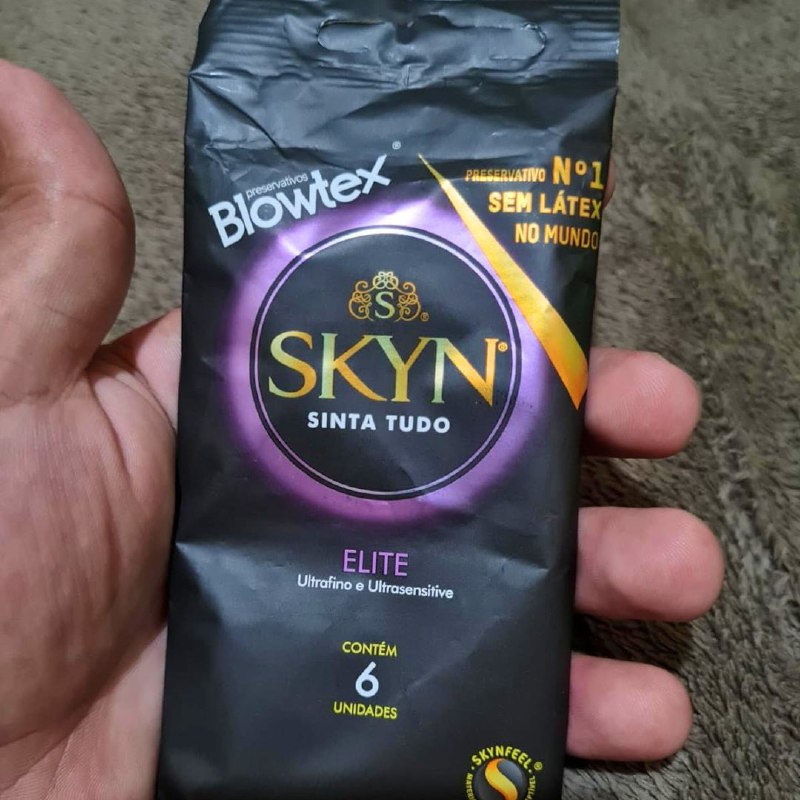 preservativos
Blowtex®
PRESERVATIVO Nº1
SEM LÁTEX
NO MUNDO
S®
SKYN®
SINTA TUDO
ELITE
Ultrafino e Ultrasensitive
CONTÉM
6
UNIDADES
SKYNFEEL®